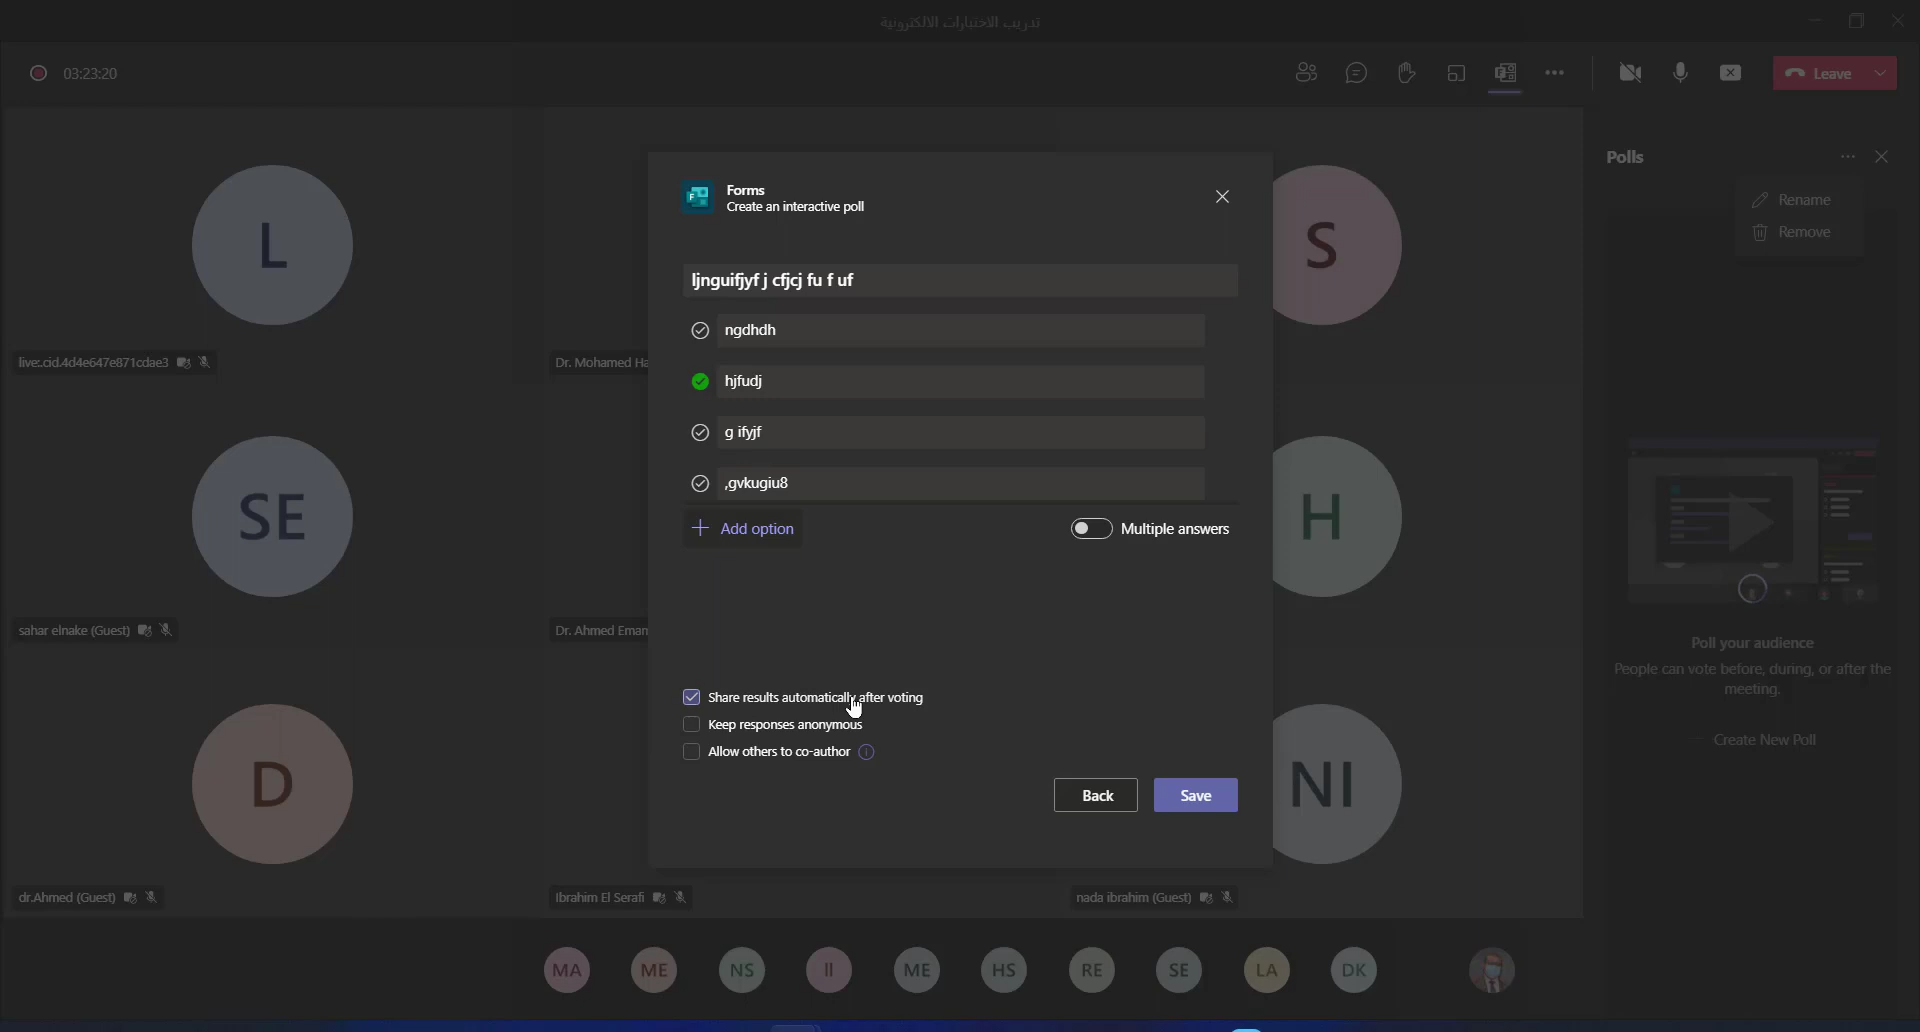 تدريب الاختبارات الالكترونية
03:23:20
Leave
Polls
Rename
Remove
Forms
Create an interactive poll
ljnguifjyf j cfjcj fu f uf
ngdhdh
hjfudj
g ifyjf
,gvkugiu8
Add option
Multiple answers
Share results automatically after voting
Keep responses anonymous
Allow others to co-author
Back
Save
L
live:.cid.4d4e647e871cdae3
Dr. Mohamed Ha
S
SE
sahar elnake (Guest)
Dr. Ahmed Eman
H
D
dr.Ahmed (Guest)
Ibrahim El Serafi
NI
nada ibrahim (Guest)
Poll your audience
People can vote before, during, or after the
meeting.
Create New Poll
MA
ME
NS
II
ME
HS
RE
SE
LA
DK